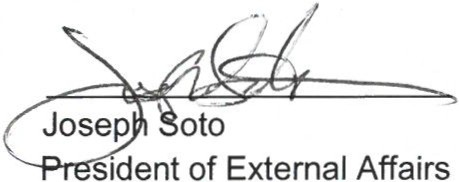 Joseph Soto
President of External Affairs